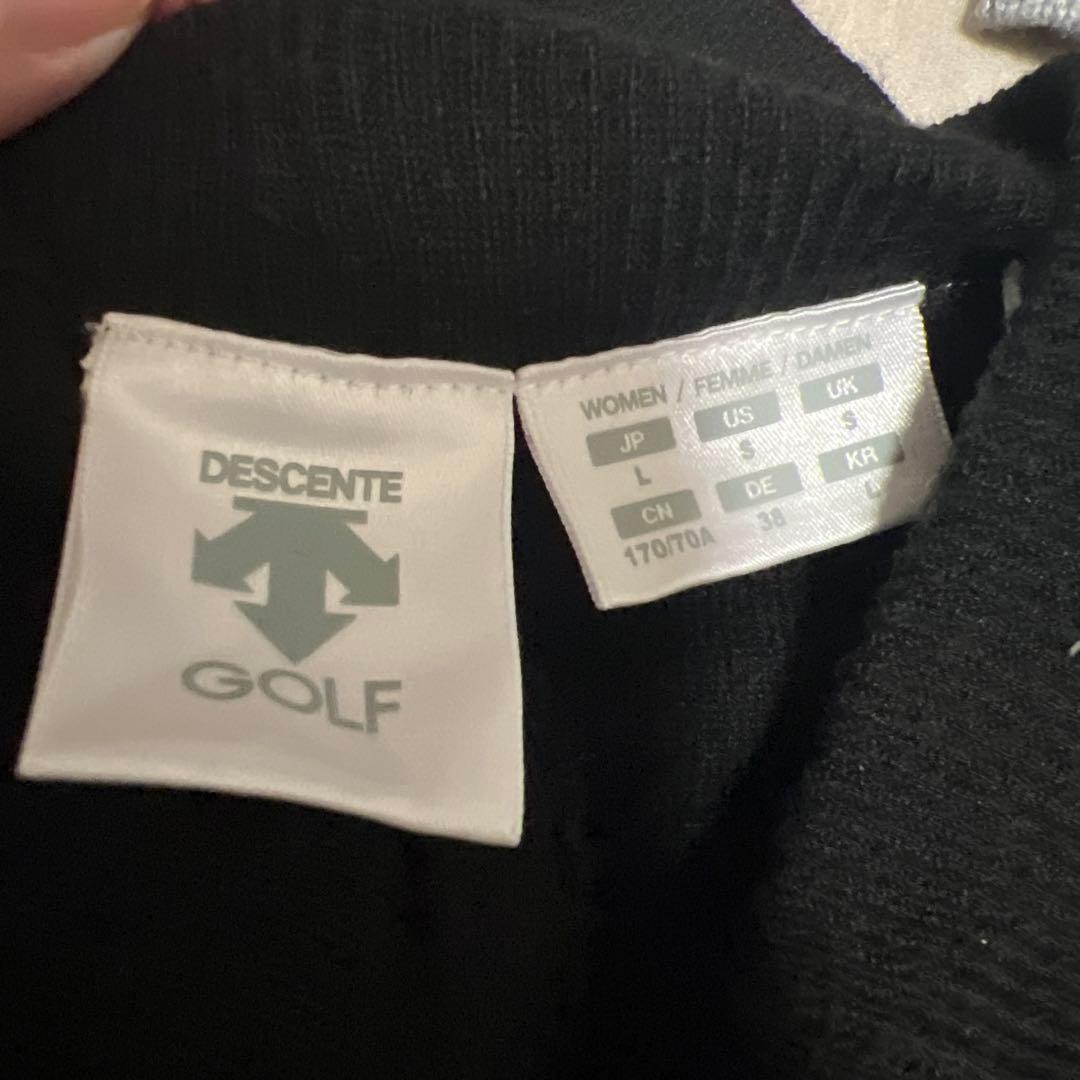 DESCENTE
GOLF
WOMEN / FEMME / DAMEN
JP US UK
L S S
CN DE KR
170/70A 38 L